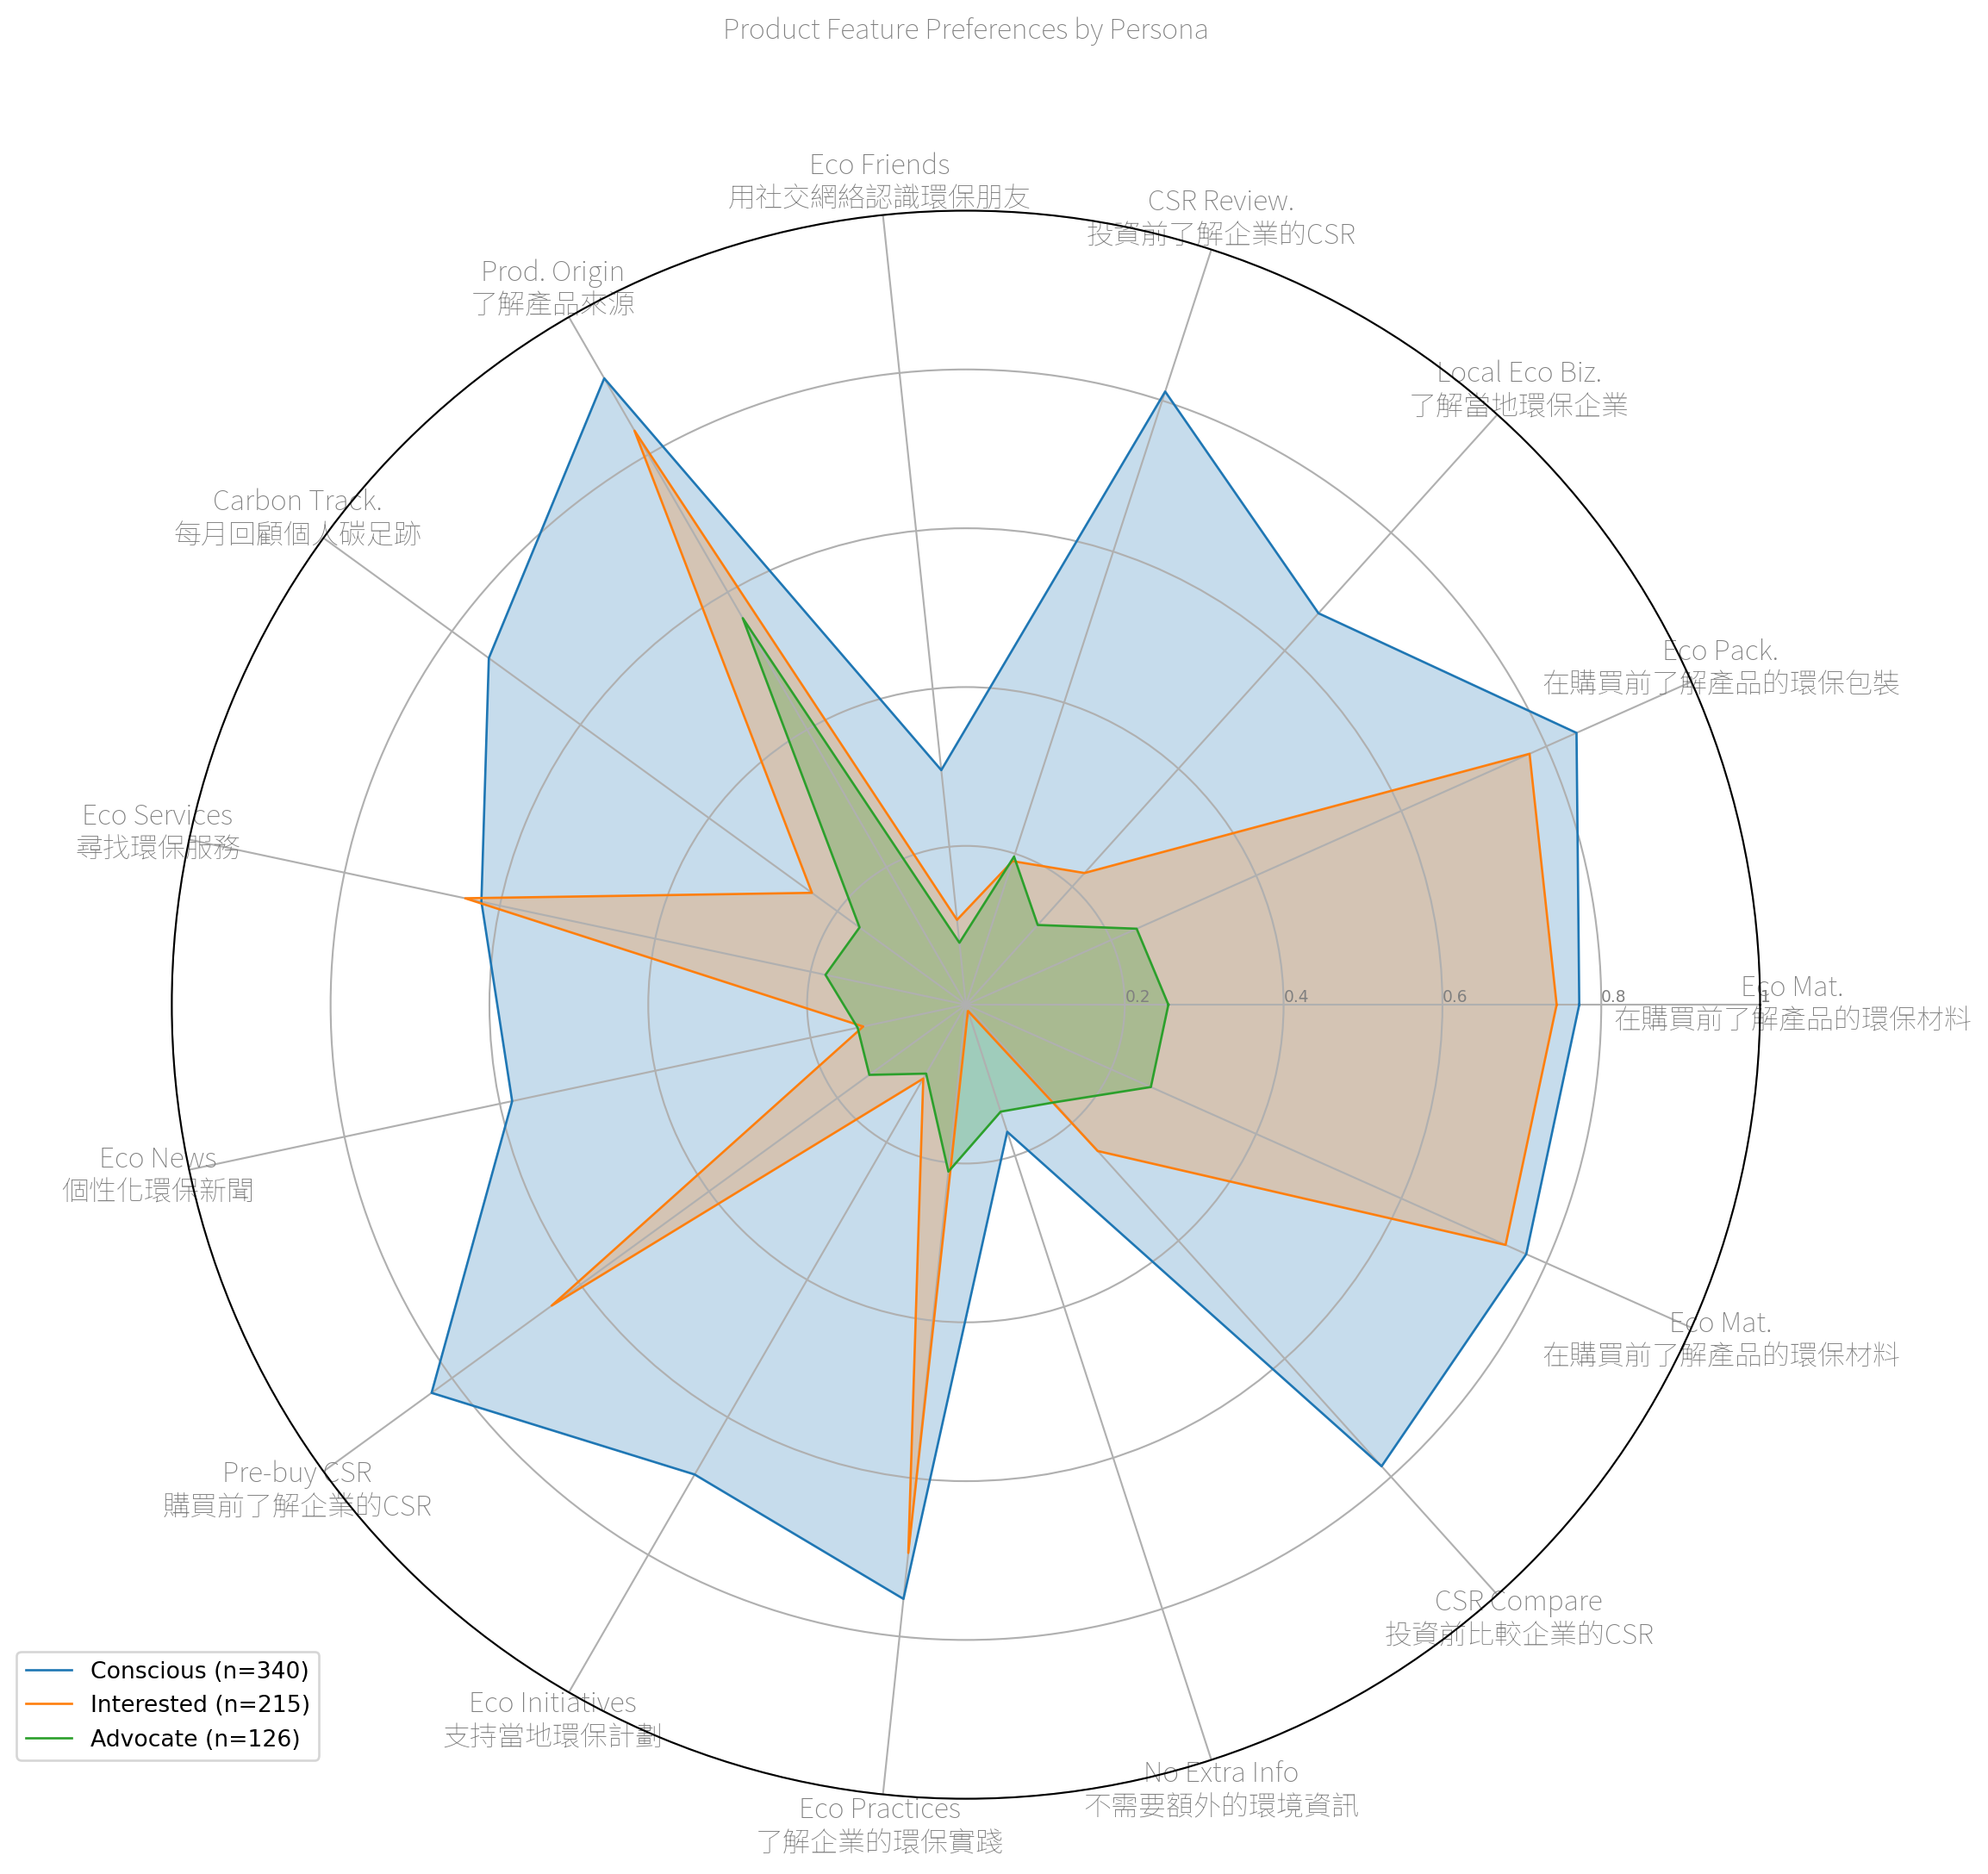 Product Feature Preferences by Persona
Eco Friends
用社交網絡認識環保朋友
CSR Review.
投資前了解企業的CSR
Prod. Origin
了解產品來源
Local Eco Biz.
了解當地環保企業
Carbon Track.
每月回顧個人碳足跡
Eco Pack.
在購買前了解產品的環保包裝
Eco Services
尋找環保服務
Eco Mat.
在購買前了解產品的環保材料
0.2
0.4
0.6
0.8
1
Eco News
個性化環保新聞
Eco Mat.
在購買前了解產品的環保材料
Pre-buy CSR
購買前了解企業的CSR
CSR Compare
投資前比較企業的CSR
Eco Initiatives
支持當地環保計劃
No Extra Info
不需要額外的環境資訊
Eco Practices
了解企業的環保實踐
Conscious (n=340)
Interested (n=215)
Advocate (n=126)